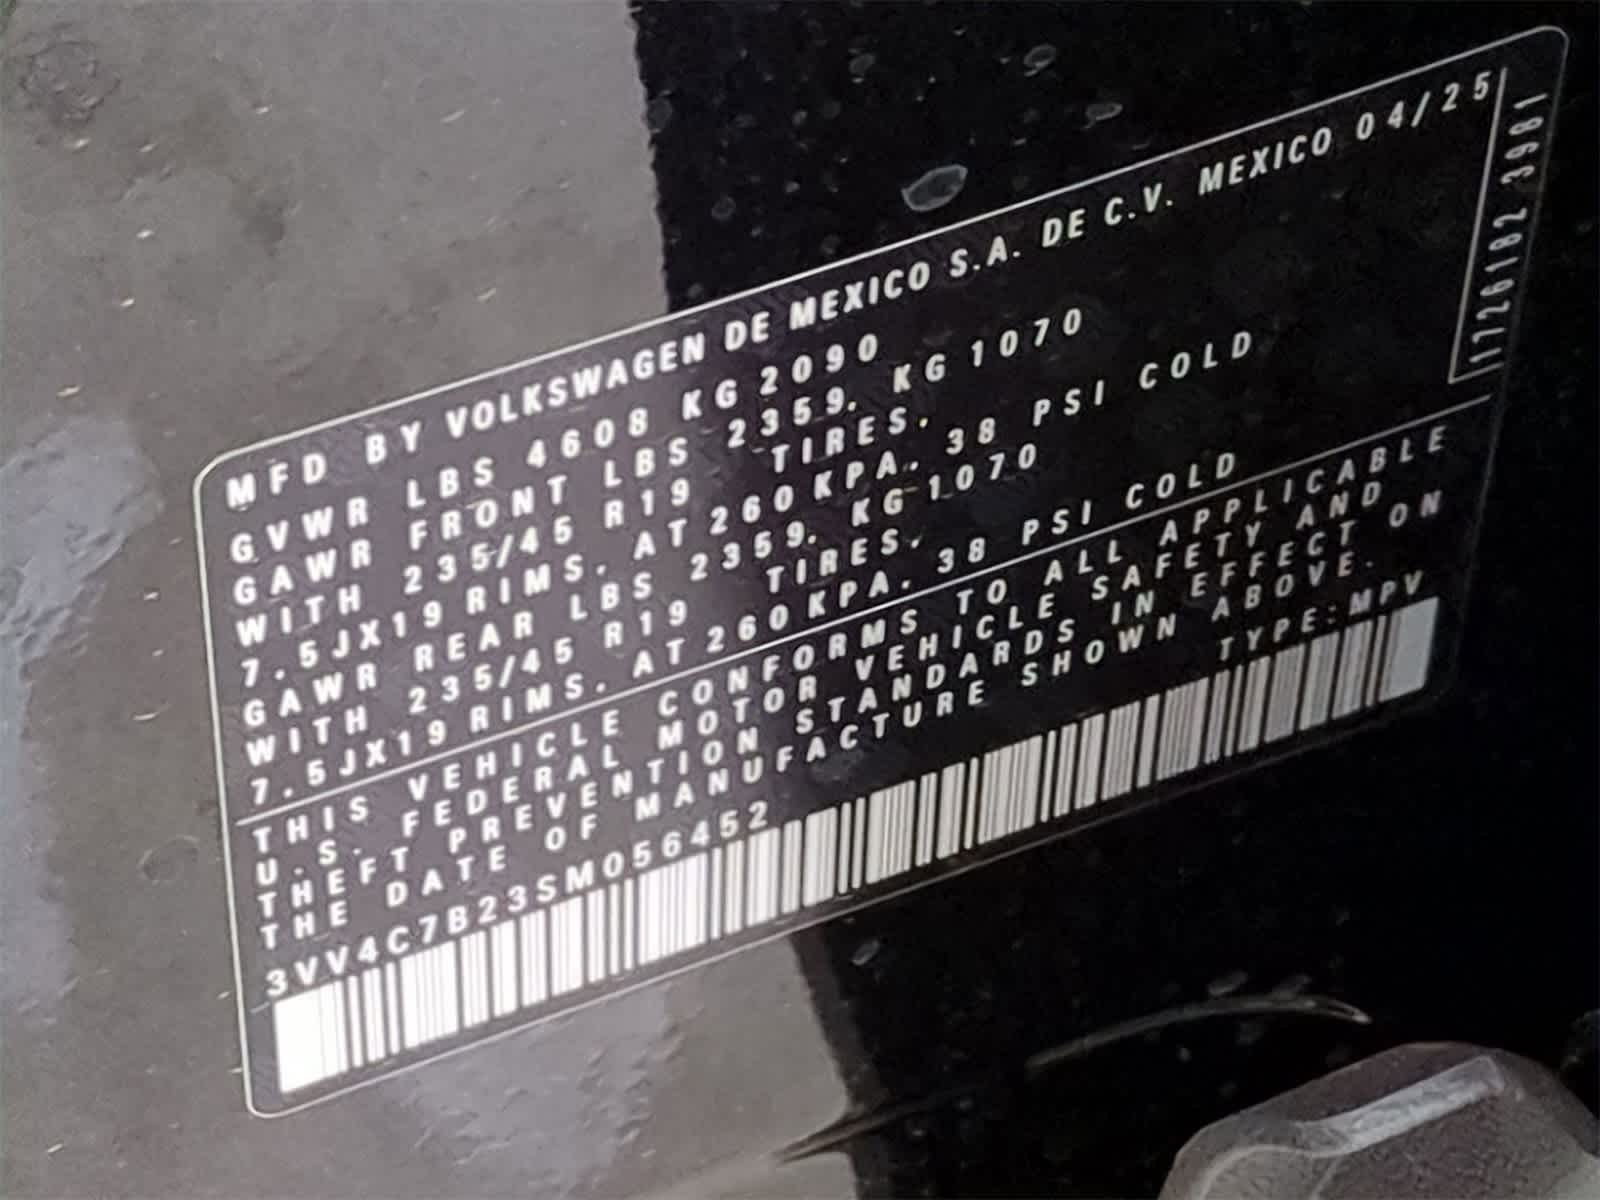 MFD BY VOLKSWAGEN DE MEXICO S.A. DE C.V. MEXICO 04/25
GVWR LBS 4608 KG 2090
GAWR FRONT LBS 2359. KG 1070
WITH 235/45 R19 TIRES.
7.5JX19 RIMS. AT 260 KPA. 38 PSI COLD
GAWR REAR LBS 2359. KG 1070
WITH 235/45 R19 TIRES.
7.5JX19 RIMS. AT 260KPA. 38 PSI COLD
THIS VEHICLE CONFORMS TO ALL APPLICABLE
U.S. FEDERAL MOTOR VEHICLE SAFETY AND
THEFT PREVENTION STANDARDS IN EFFECT ON
THE DATE OF MANUFACTURE SHOWN ABOVE.
3VV4C7B23SM056452 TYPE:MPV
1726182 3981